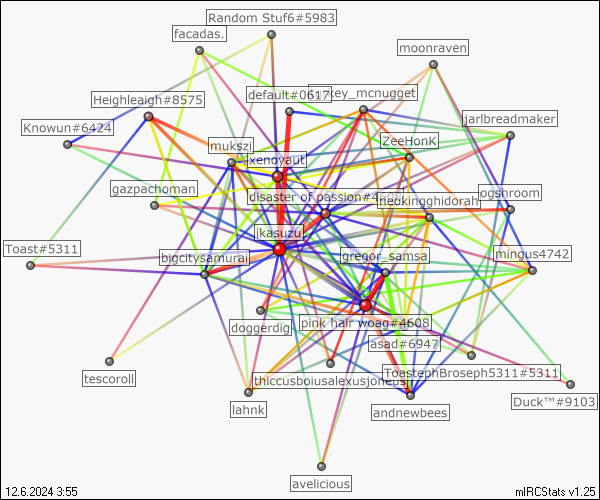 Random Stuf6#5983
facadas.
moonraven
default#0617
key_mcnugget
Heighleaigh#8575
jarlbreadmaker
Knowun#6424
ZeeHonK
mukszi
xenoyaut
gazpachoman
disaster of passion#4608
neokingghidorah
ogshroom
ikasuzu
Toast#5311
bigcitysamurai
gregor_samsa
mingus4742
doggerdig
pink hair woag#4608
asad#6947
thiccusboiusalexusjoneus
ToastephBroseph5311#5311
tescoroll
lahnk
andnewbees
Duck™#9103
avelicious
12.6.2024 3:55
mIRCStats v1.25